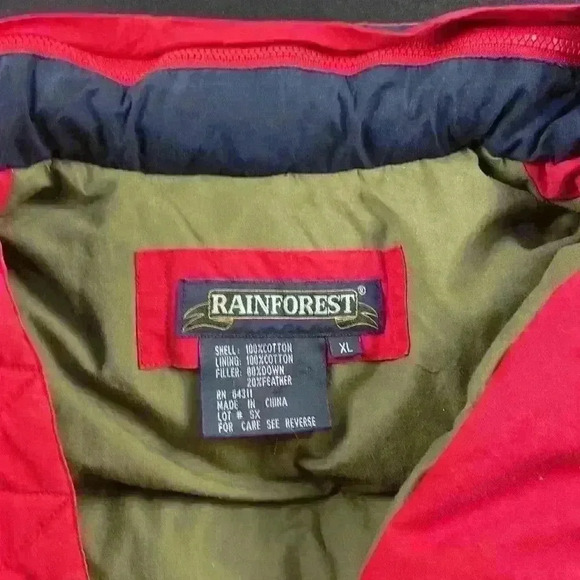 RAINFOREST®
XL
SHELL: 100%COTTON
LINING: 100%COTTON
FILLER: 80%DOWN
20%FEATHER
RN 64311
MADE IN CHINA
LOT # SX
FOR CARE SEE REVERSE